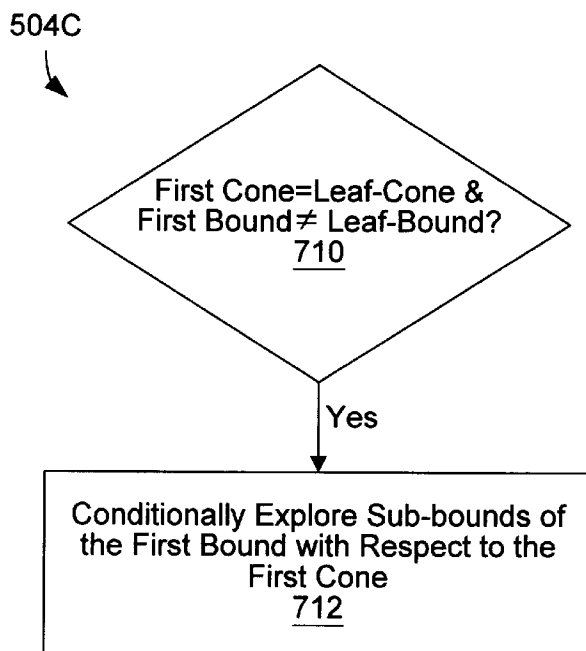 504C
First Cone=Leaf-Cone &
First Bound≠ Leaf-Bound?
710
Yes
Conditionally Explore Sub-bounds of
the First Bound with Respect to the
First Cone
712